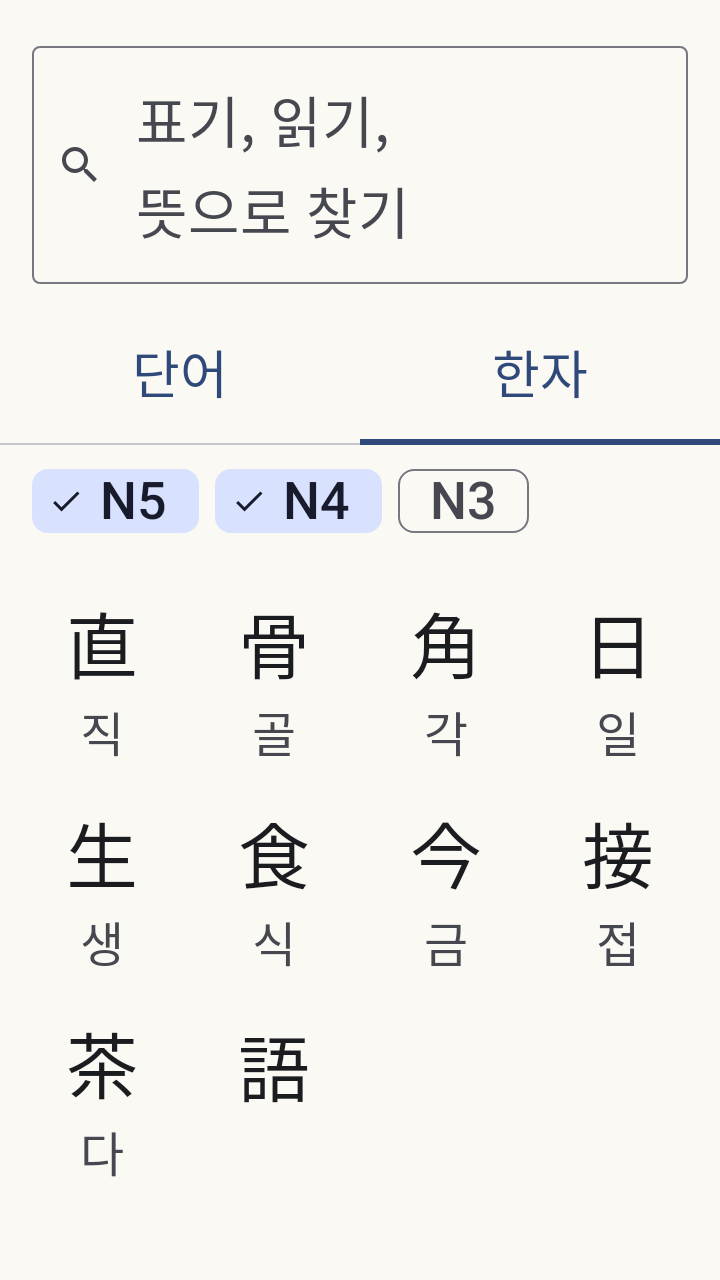 표기, 읽기,
뜻으로 찾기
단어 한자
N5 N4 N3
直 骨 角 日
직 골 각 일
生 食 今 接
생 식 금 접
茶 語
다